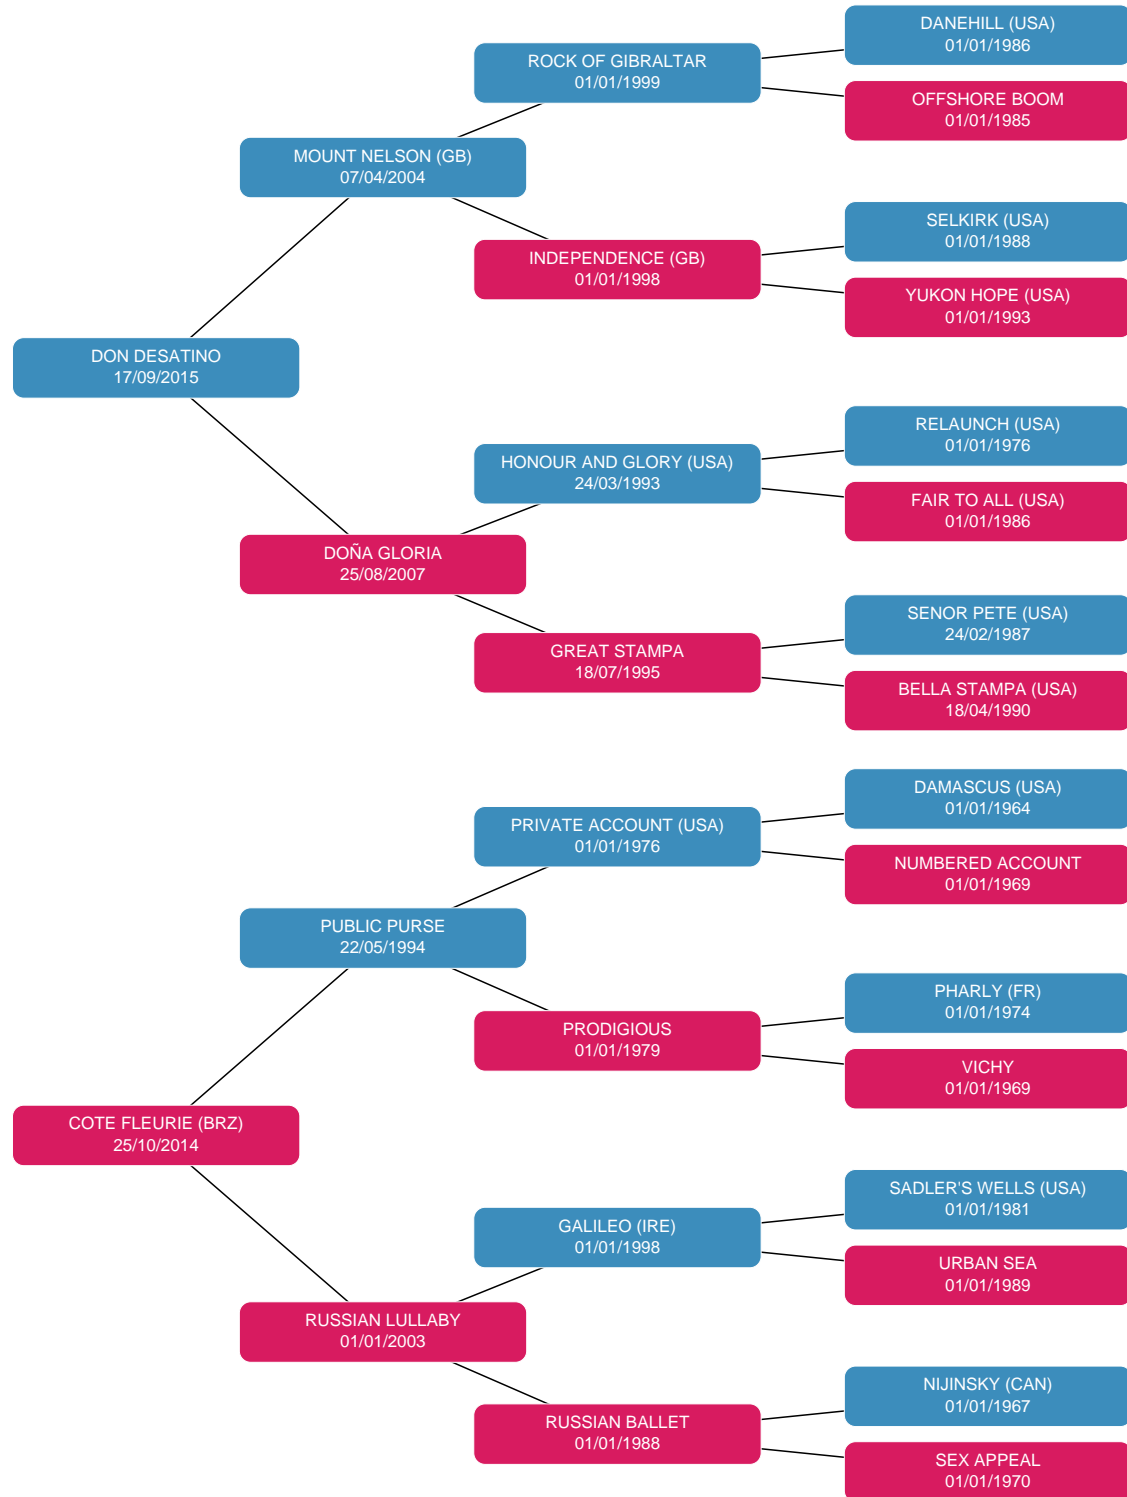 DANEHILL (USA)
01/01/1986
ROCK OF GIBRALTAR
01/01/1999
OFFSHORE BOOM
01/01/1985
MOUNT NELSON (GB)
07/04/2004
SELKIRK (USA)
01/01/1988
INDEPENDENCE (GB)
01/01/1998
YUKON HOPE (USA)
01/01/1993
DON DESATINO
17/09/2015
RELAUNCH (USA)
01/01/1976
HONOUR AND GLORY (USA)
24/03/1993
FAIR TO ALL (USA)
01/01/1986
DOÑA GLORIA
25/08/2007
SENOR PETE (USA)
24/02/1987
GREAT STAMPA
18/07/1995
BELLA STAMPA (USA)
18/04/1990
DAMASCUS (USA)
01/01/1964
PRIVATE ACCOUNT (USA)
01/01/1976
NUMBERED ACCOUNT
01/01/1969
PUBLIC PURSE
22/05/1994
PHARLY (FR)
01/01/1974
PRODIGIOUS
01/01/1979
VICHY
01/01/1969
COTE FLEURIE (BRZ)
25/10/2014
SADLER'S WELLS (USA)
01/01/1981
GALILEO (IRE)
01/01/1998
URBAN SEA
01/01/1989
RUSSIAN LULLABY
01/01/2003
NIJINSKY (CAN)
01/01/1967
RUSSIAN BALLET
01/01/1988
SEX APPEAL
01/01/1970